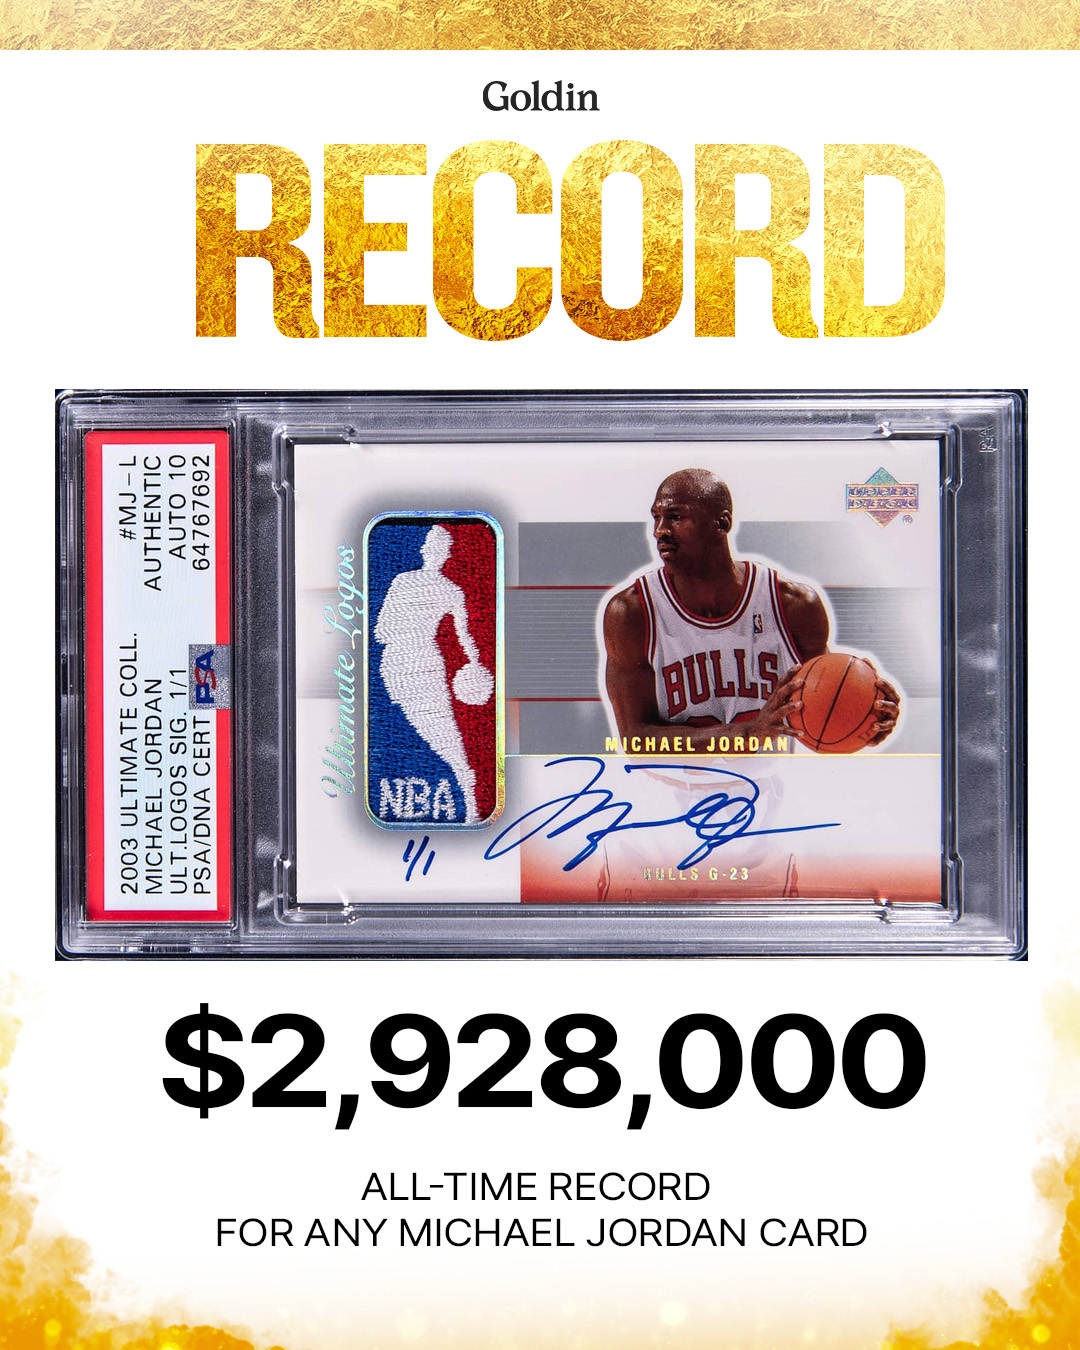 Goldin
RECORD
2003 ULTIMATE COLL. #MJ-L
MICHAEL JORDAN AUTHENTIC
ULT.LOGOS SIG. 1/1 AUTO 10
PSA/DNA CERT 64767692
PSA
Ultimate Logos
NBA
1/1
UPPER
DECK
®
BULLS
MICHAEL JORDAN
BULLS G-23
$2,928,000
ALL-TIME RECORD
FOR ANY MICHAEL JORDAN CARD